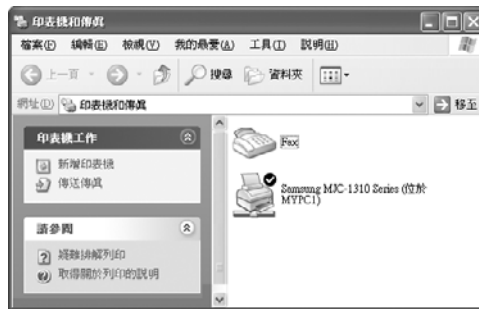 印表機和傳真
檔案(F) 編輯(E) 檢視(V) 我的最愛(A) 工具(T) 說明(H)
上一頁 搜尋 資料夾
網址(D) 印表機和傳真 移至
印表機工作
新增印表機
傳送傳真
請參閱
疑難排解列印
取得關於列印的說明
Fax
Samsung MJC-1310 Series (位於
MYPC1)